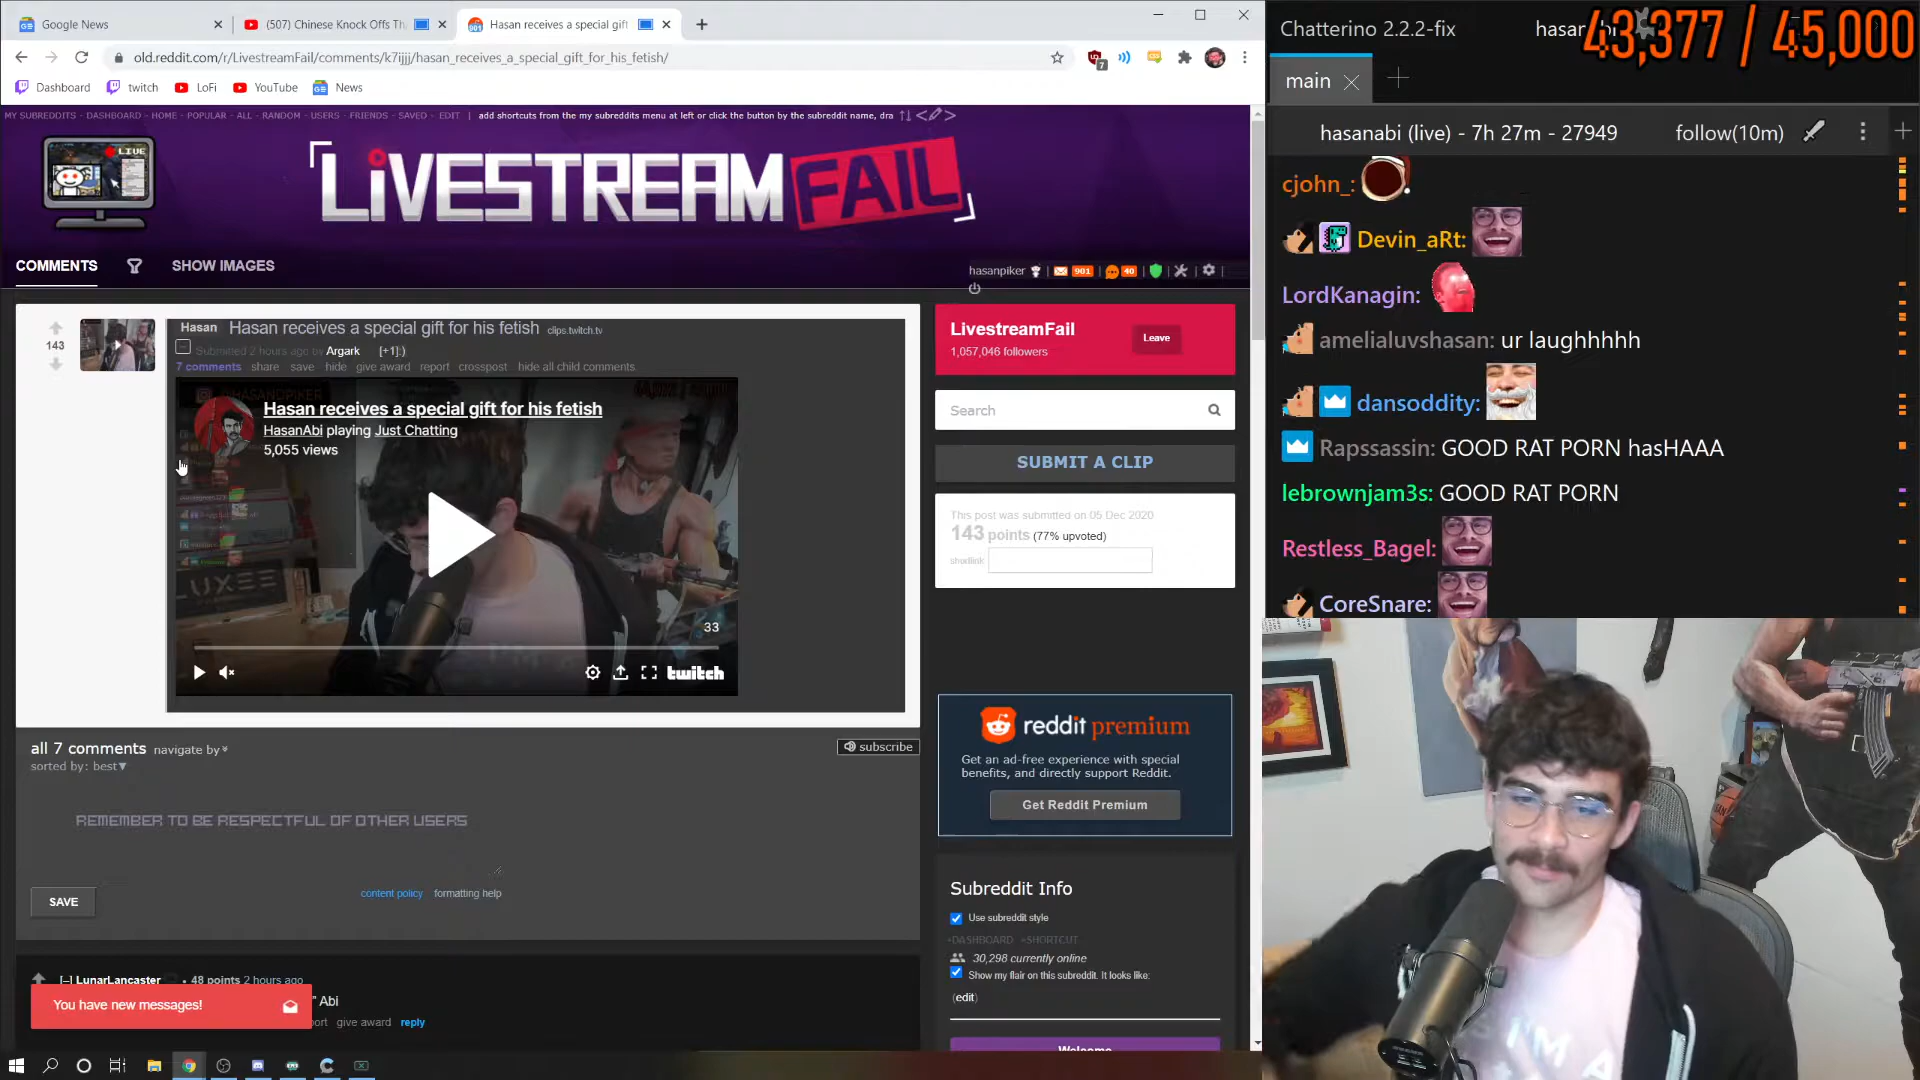 Google News
(507) Chinese Knock Offs Th
Hasan receives a special gift
old.reddit.com/r/LivestreamFail/comments/k7ijjj/hasan_receives_a_special_gift_for_his_fetish/
7
Dashboard
twitch
LoFi
YouTube
News
MY SUBREDDITS - DASHBOARD - HOME - POPULAR - ALL - RANDOM - USERS - FRIENDS - SAVED - EDIT | add shortcuts from the my subreddits menu at left or click the button by the subreddit name, dra
LIVE
LiVESTREAM FAIL
COMMENTS
SHOW IMAGES
hasanpiker | 901 | 40
143
Hasan Hasan receives a special gift for his fetish clips.twitch.tv
Submitted 2 hours ago by Argark [+1]:)
7 comments share save hide give award report crosspost hide all child comments
Hasan receives a special gift for his fetish
HasanAbi playing Just Chatting
5,055 views
33
twitch
all 7 comments navigate by
sorted by: best▼
subscribe
REMEMBER TO BE RESPECTFUL OF OTHER USERS
content policy formatting help
SAVE
[–] LunarLancaster • 48 points 2 hours ago
" Abi
give award reply
You have new messages!
LivestreamFail
1,057,046 followers
Leave
Search
SUBMIT A CLIP
This post was submitted on 05 Dec 2020
143 points (77% upvoted)
shortlink
reddit premium
Get an ad-free experience with special
benefits, and directly support Reddit.
Get Reddit Premium
Subreddit Info
Use subreddit style
+DASHBOARD +SHORTCUT
30,298 currently online
Show my flair on this subreddit. It looks like:
(edit)
Welcome
Chatterino 2.2.2-fix
43,377 / 45,000
main
hasanabi (live) - 7h 27m - 27949
follow(10m)
cjohn_:
Devin_aRt:
LordKanagin:
amelialuvshasan: ur laughhhhh
dansoddity:
Rapssassin: GOOD RAT PORN hasHAAA
lebrownjam3s: GOOD RAT PORN
Restless_Bagel:
CoreSnare: